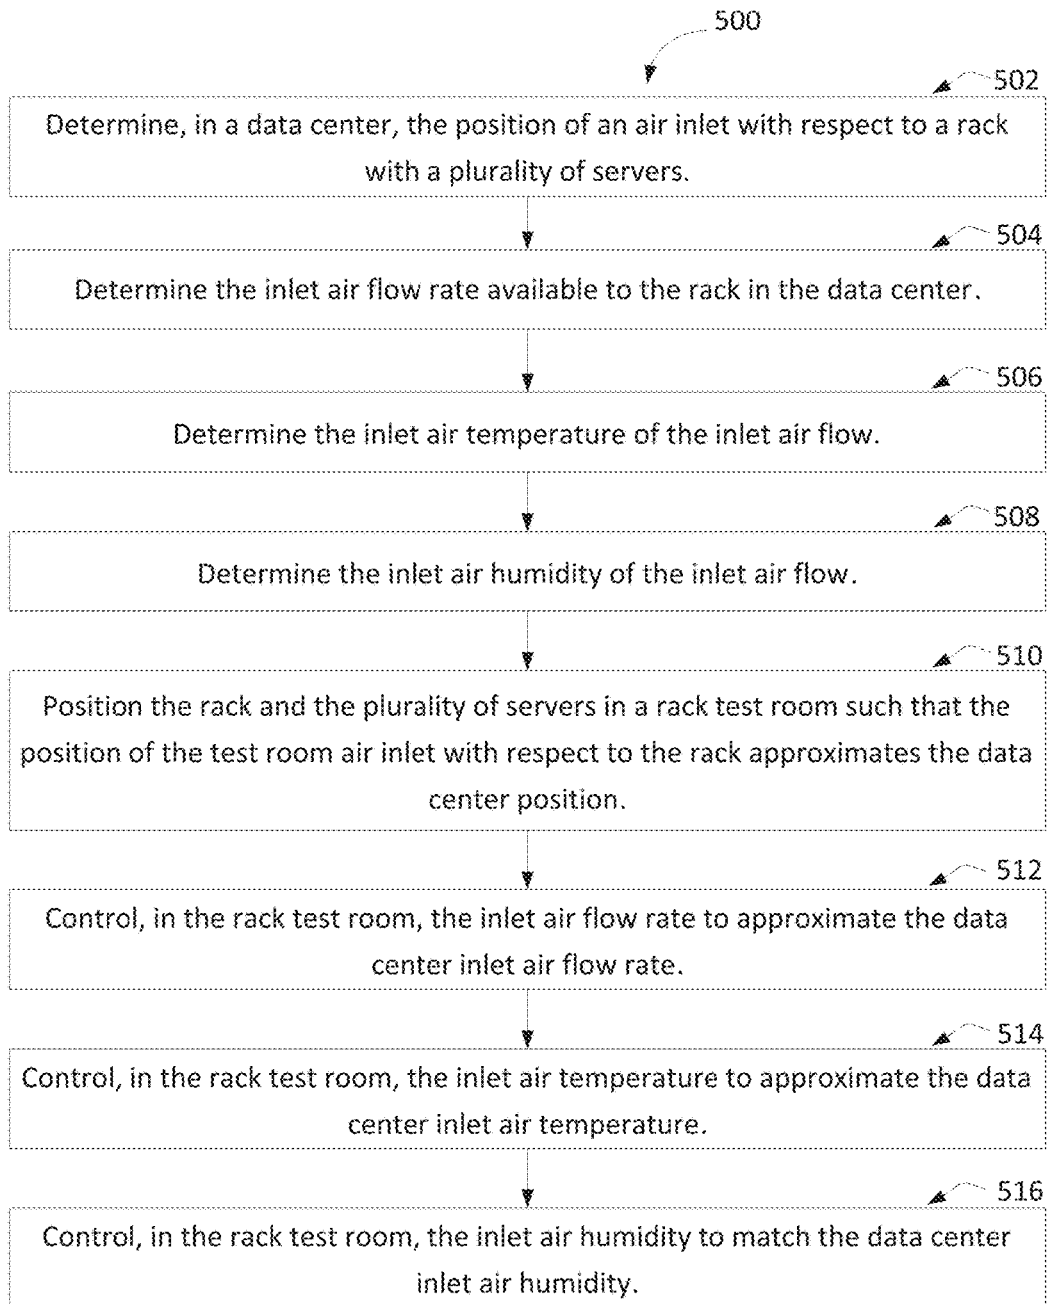 500
502
Determine, in a data center, the position of an air inlet with respect to a rack
with a plurality of servers.
504
Determine the inlet air flow rate available to the rack in the data center.
506
Determine the inlet air temperature of the inlet air flow.
508
Determine the inlet air humidity of the inlet air flow.
510
Position the rack and the plurality of servers in a rack test room such that the
position of the test room air inlet with respect to the rack approximates the data
center position.
512
Control, in the rack test room, the inlet air flow rate to approximate the data
center inlet air flow rate.
514
Control, in the rack test room, the inlet air temperature to approximate the data
center inlet air temperature.
516
Control, in the rack test room, the inlet air humidity to match the data center
inlet air humidity.